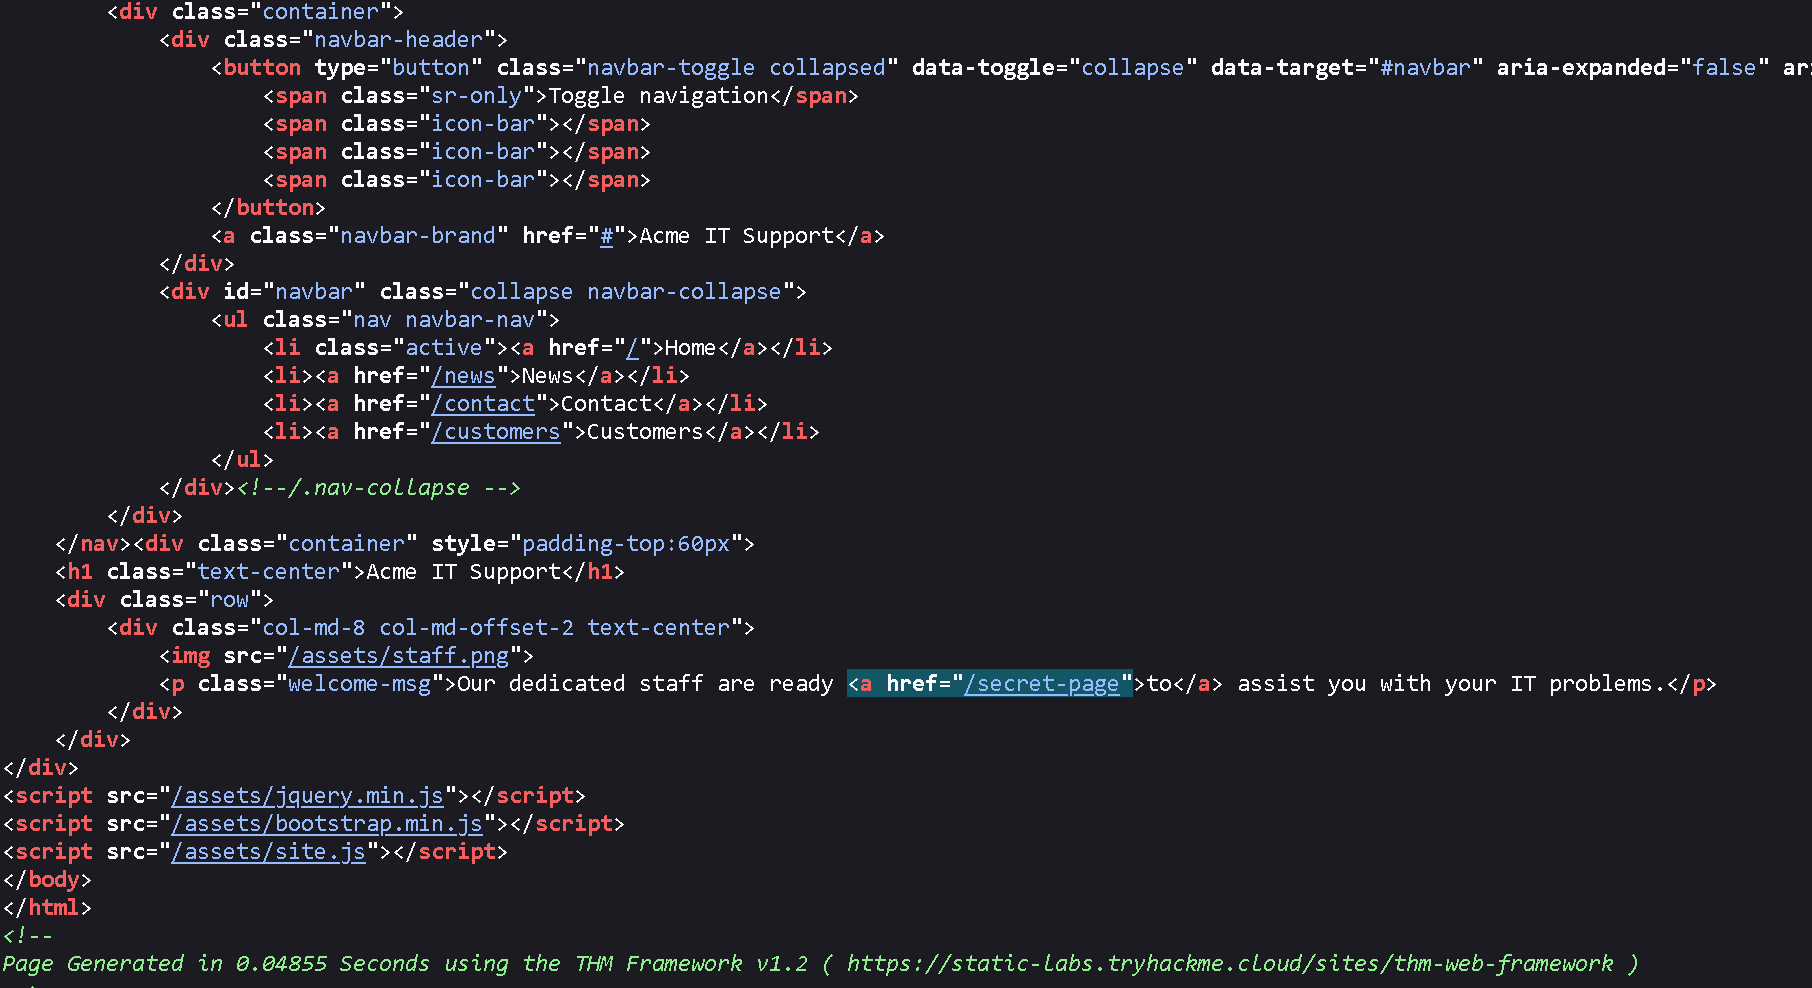 <div class="container">
<div class="navbar-header">
<button type="button" class="navbar-toggle collapsed" data-toggle="collapse" data-target="#navbar" aria-expanded="false" ari
<span class="sr-only">Toggle navigation</span>
<span class="icon-bar"></span>
<span class="icon-bar"></span>
<span class="icon-bar"></span>
</button>
<a class="navbar-brand" href="#">Acme IT Support</a>
</div>
<div id="navbar" class="collapse navbar-collapse">
<ul class="nav navbar-nav">
<li class="active"><a href="/">Home</a></li>
<li><a href="/news">News</a></li>
<li><a href="/contact">Contact</a></li>
<li><a href="/customers">Customers</a></li>
</ul>
</div><!--/.nav-collapse -->
</div>
</nav><div class="container" style="padding-top:60px">
<h1 class="text-center">Acme IT Support</h1>
<div class="row">
<div class="col-md-8 col-md-offset-2 text-center">
<img src="/assets/staff.png">
<p class="welcome-msg">Our dedicated staff are ready <a href="/secret-page">to</a> assist you with your IT problems.</p>
</div>
</div>
</div>
<script src="/assets/jquery.min.js"></script>
<script src="/assets/bootstrap.min.js"></script>
<script src="/assets/site.js"></script>
</body>
</html>
<!--
Page Generated in 0.04855 Seconds using the THM Framework v1.2 ( https://static-labs.tryhackme.cloud/sites/thm-web-framework )